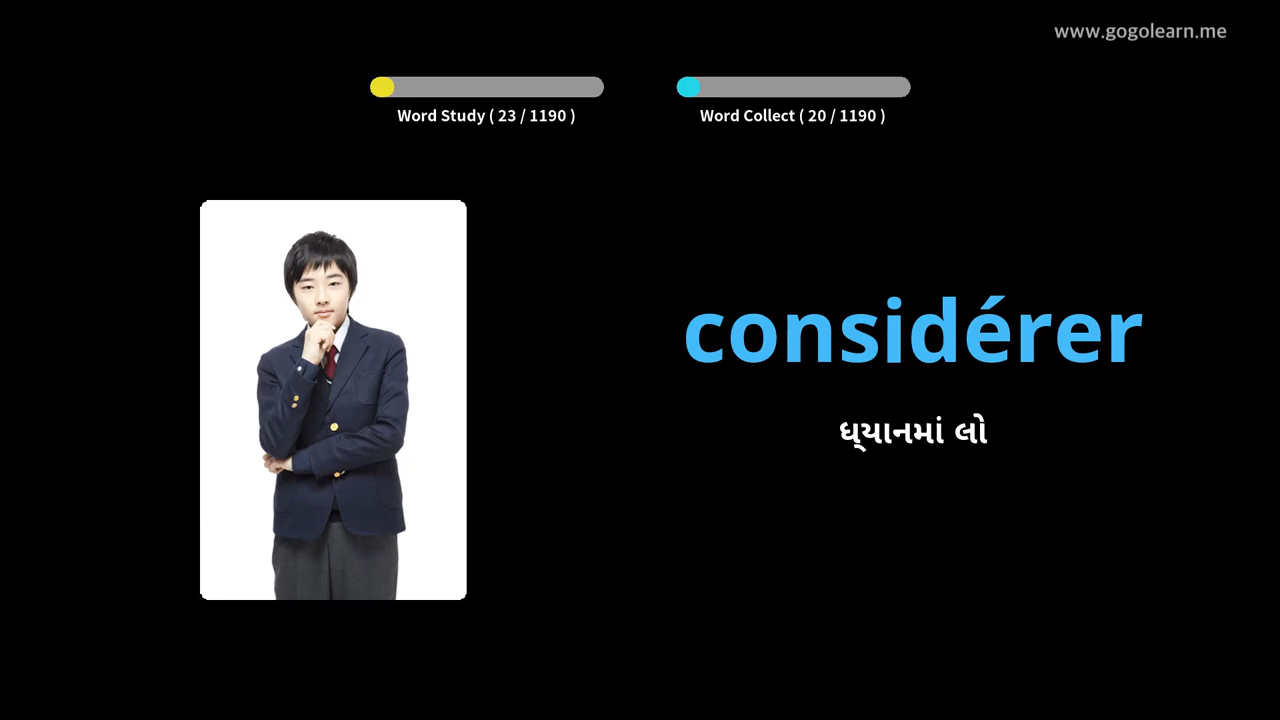 www.gogolearn.me
Word Study ( 23 / 1190 )
Word Collect ( 20 / 1190 )
considérer
ધ્યાનમાં લો